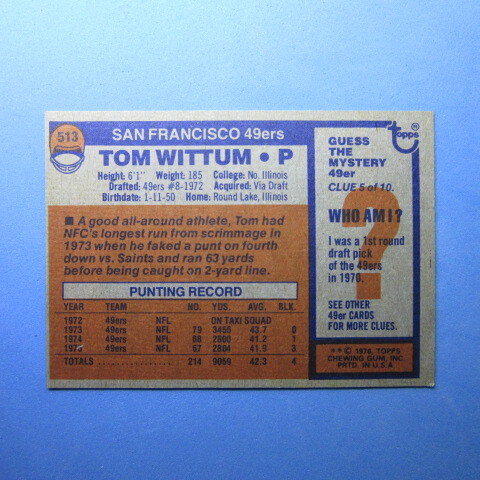 513
SAN FRANCISCO 49ers
TOM WITTUM • P
Height: 6'1" Weight: 185 College: No. Illinois
Drafted: 49ers #8-1972 Acquired: Via Draft
Birthdate: 1-11-50 Home: Round Lake, Illinois
A good all-around athlete, Tom had
NFC's longest run from scrimmage in
1973 when he faked a punt on fourth
down vs. Saints and ran 63 yards
before being caught on 2-yard line.
PUNTING RECORD
YEAR TEAM NO. YDS. AVG. BLK.
1972 49ers NFL ON TAXI SQUAD
1973 49ers NFL 79 3455 43.7 0
1974 49ers NFL 68 2800 41.2 1
1975 49ers NFL 67 2804 41.9 3
TOTALS 214 9059 42.3 4
topps ®
GUESS
THE
MYSTERY
49er
CLUE 5 of 10.
WHO AM I?
?
I was a 1st round
draft pick
of the 49ers
in 1970.
SEE OTHER
49er CARDS
FOR MORE CLUES.
** © 1976, TOPPS
CHEWING GUM, INC.
PRTD. IN U.S.A.